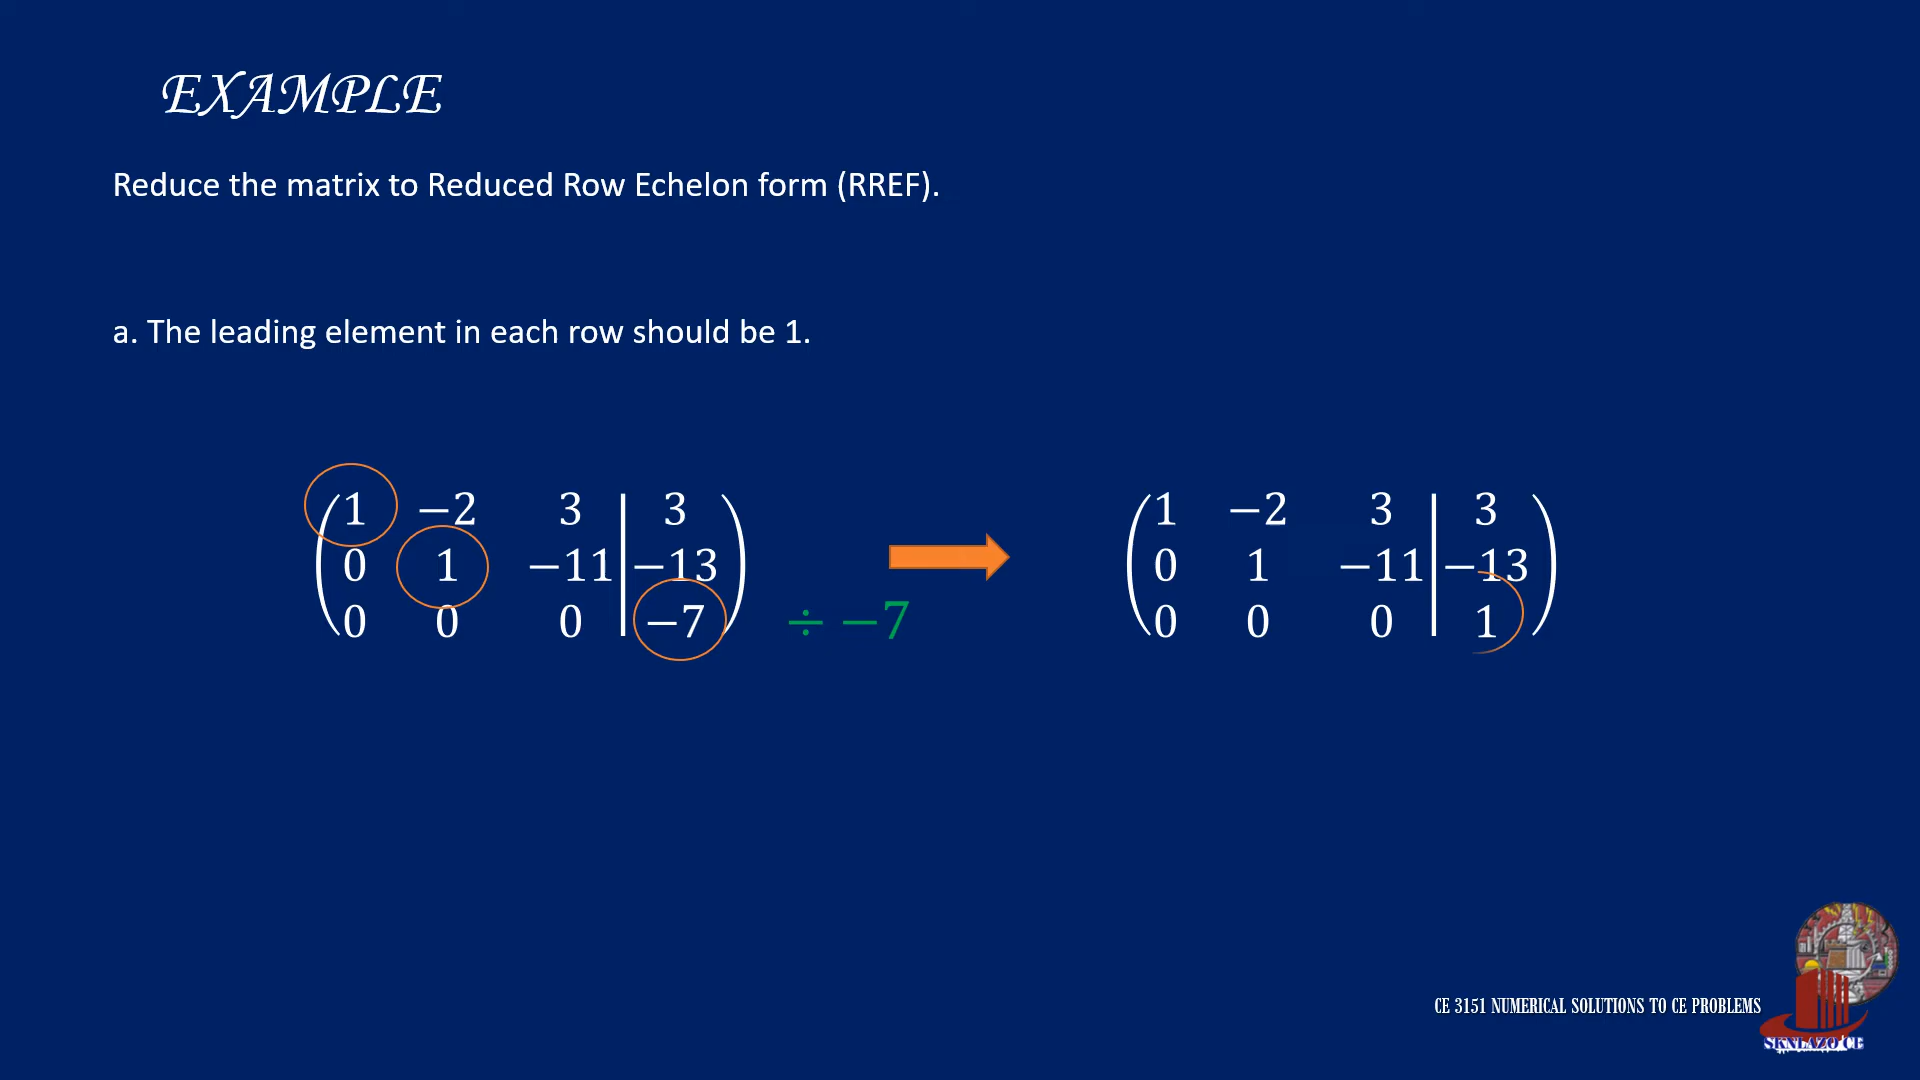 EXAMPLE
Reduce the matrix to Reduced Row Echelon form (RREF).
a. The leading element in each row should be 1.
1 −2 3 3
0 1 −11 −13
0 0 0 −7
÷ −7
1 −2 3 3
0 1 −11 −13
0 0 0 1
CE 3151 NUMERICAL SOLUTIONS TO CE PROBLEMS
SKNLAZO CE